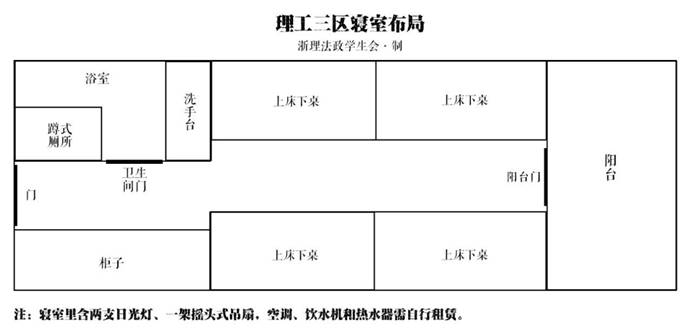 理工三区寝室布局
浙理法政学生会·制
浴室
洗手台
上床下桌
上床下桌
蹲式
厕所
阳台
卫生
间门
门
阳台门
柜子
上床下桌
上床下桌
注：寝室里含两支日光灯、一架摇头式吊扇，空调、饮水机和热水器需自行租赁。